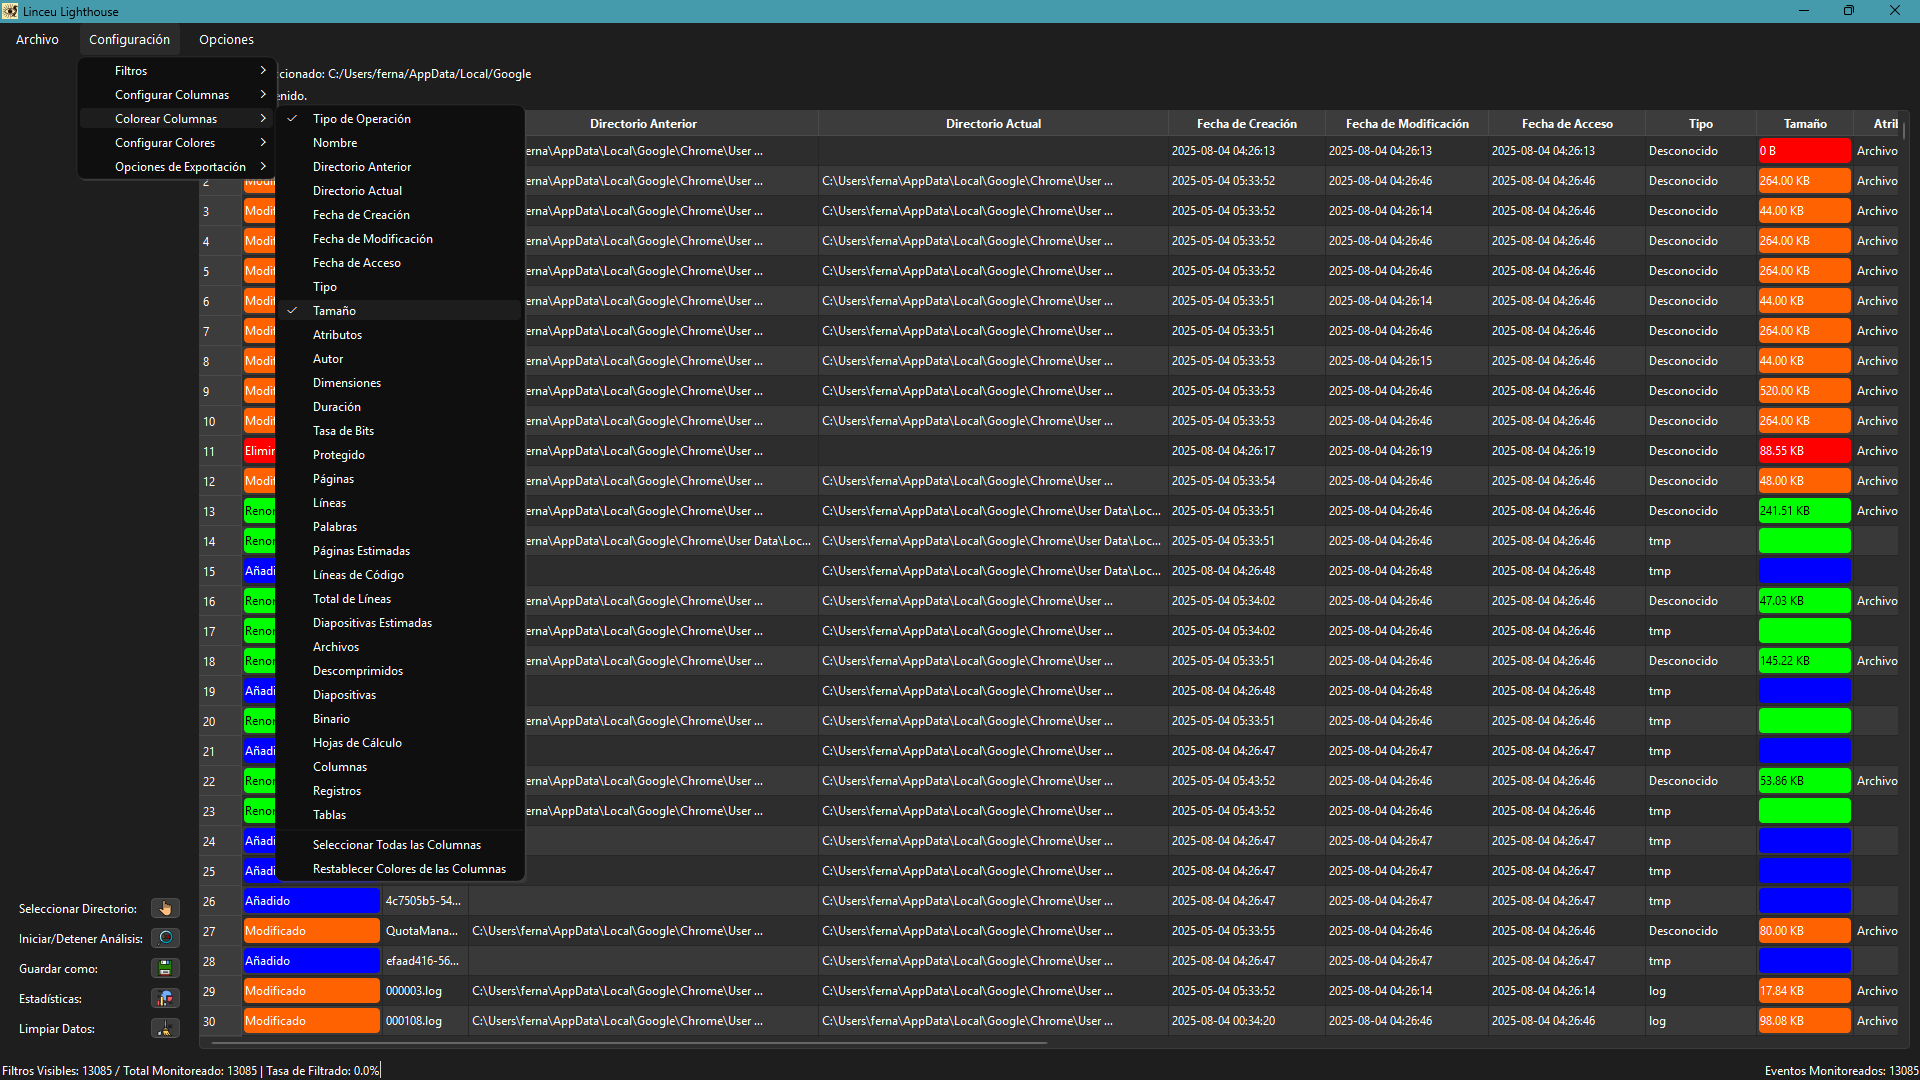 Linceu Lighthouse
Archivo Configuración Opciones
Filtros
Configurar Columnas
Colorear Columnas
Configurar Colores
Opciones de Exportación
cionado: C:/Users/ferna/AppData/Local/Google
enido.
Tipo de Operación
Nombre
Directorio Anterior
Directorio Actual
Fecha de Creación
Fecha de Modificación
Fecha de Acceso
Tipo
Tamaño
Atributos
Autor
Dimensiones
Duración
Tasa de Bits
Protegido
Páginas
Líneas
Palabras
Páginas Estimadas
Líneas de Código
Total de Líneas
Diapositivas Estimadas
Archivos
Descomprimidos
Diapositivas
Binario
Hojas de Cálculo
Columnas
Registros
Tablas
Seleccionar Todas las Columnas
Restablecer Colores de las Columnas
Directorio Anterior Directorio Actual Fecha de Creación Fecha de Modificación Fecha de Acceso Tipo Tamaño Atril
erna\AppData\Local\Google\Chrome\User ... 2025-08-04 04:26:13 2025-08-04 04:26:13 2025-08-04 04:26:13 Desconocido 0 B Archivo
2 Modif erna\AppData\Local\Google\Chrome\User ... C:\Users\ferna\AppData\Local\Google\Chrome\User ... 2025-05-04 05:33:52 2025-08-04 04:26:46 2025-08-04 04:26:46 Desconocido 264.00 KB Archivo
3 Modif erna\AppData\Local\Google\Chrome\User ... C:\Users\ferna\AppData\Local\Google\Chrome\User ... 2025-05-04 05:33:52 2025-08-04 04:26:14 2025-08-04 04:26:46 Desconocido 44.00 KB Archivo
4 Modif erna\AppData\Local\Google\Chrome\User ... C:\Users\ferna\AppData\Local\Google\Chrome\User ... 2025-05-04 05:33:52 2025-08-04 04:26:46 2025-08-04 04:26:46 Desconocido 264.00 KB Archivo
5 Modif erna\AppData\Local\Google\Chrome\User ... C:\Users\ferna\AppData\Local\Google\Chrome\User ... 2025-05-04 05:33:52 2025-08-04 04:26:46 2025-08-04 04:26:46 Desconocido 264.00 KB Archivo
6 Modif erna\AppData\Local\Google\Chrome\User ... C:\Users\ferna\AppData\Local\Google\Chrome\User ... 2025-05-04 05:33:51 2025-08-04 04:26:14 2025-08-04 04:26:46 Desconocido 44.00 KB Archivo
7 Modif erna\AppData\Local\Google\Chrome\User ... C:\Users\ferna\AppData\Local\Google\Chrome\User ... 2025-05-04 05:33:51 2025-08-04 04:26:46 2025-08-04 04:26:46 Desconocido 264.00 KB Archivo
8 Modif erna\AppData\Local\Google\Chrome\User ... C:\Users\ferna\AppData\Local\Google\Chrome\User ... 2025-05-04 05:33:53 2025-08-04 04:26:15 2025-08-04 04:26:46 Desconocido 44.00 KB Archivo
9 Modif erna\AppData\Local\Google\Chrome\User ... C:\Users\ferna\AppData\Local\Google\Chrome\User ... 2025-05-04 05:33:53 2025-08-04 04:26:46 2025-08-04 04:26:46 Desconocido 520.00 KB Archivo
10 Modif erna\AppData\Local\Google\Chrome\User ... C:\Users\ferna\AppData\Local\Google\Chrome\User ... 2025-05-04 05:33:53 2025-08-04 04:26:46 2025-08-04 04:26:46 Desconocido 264.00 KB Archivo
11 Elimin erna\AppData\Local\Google\Chrome\User ... 2025-08-04 04:26:17 2025-08-04 04:26:19 2025-08-04 04:26:19 Desconocido 88.55 KB Archivo
12 Modif erna\AppData\Local\Google\Chrome\User ... C:\Users\ferna\AppData\Local\Google\Chrome\User ... 2025-05-04 05:33:54 2025-08-04 04:26:46 2025-08-04 04:26:46 Desconocido 48.00 KB Archivo
13 Renor erna\AppData\Local\Google\Chrome\User ... C:\Users\ferna\AppData\Local\Google\Chrome\User Data\Loc... 2025-05-04 05:33:51 2025-08-04 04:26:46 2025-08-04 04:26:46 Desconocido 241.51 KB Archivo
14 Renor erna\AppData\Local\Google\Chrome\User Data\Loc... C:\Users\ferna\AppData\Local\Google\Chrome\User Data\Loc... 2025-05-04 05:33:51 2025-08-04 04:26:46 2025-08-04 04:26:46 tmp
15 Añadi C:\Users\ferna\AppData\Local\Google\Chrome\User Data\Loc... 2025-08-04 04:26:48 2025-08-04 04:26:48 2025-08-04 04:26:48 tmp
16 Renor erna\AppData\Local\Google\Chrome\User ... C:\Users\ferna\AppData\Local\Google\Chrome\User ... 2025-05-04 05:34:02 2025-08-04 04:26:46 2025-08-04 04:26:46 Desconocido 47.03 KB Archivo
17 Renor erna\AppData\Local\Google\Chrome\User ... C:\Users\ferna\AppData\Local\Google\Chrome\User ... 2025-05-04 05:34:02 2025-08-04 04:26:46 2025-08-04 04:26:46 tmp
18 Renor erna\AppData\Local\Google\Chrome\User ... C:\Users\ferna\AppData\Local\Google\Chrome\User ... 2025-05-04 05:33:51 2025-08-04 04:26:46 2025-08-04 04:26:46 Desconocido 145.22 KB Archivo
19 Añadi C:\Users\ferna\AppData\Local\Google\Chrome\User ... 2025-08-04 04:26:48 2025-08-04 04:26:48 2025-08-04 04:26:48 tmp
20 Renor erna\AppData\Local\Google\Chrome\User ... C:\Users\ferna\AppData\Local\Google\Chrome\User ... 2025-05-04 05:33:51 2025-08-04 04:26:46 2025-08-04 04:26:46 tmp
21 Añadi C:\Users\ferna\AppData\Local\Google\Chrome\User ... 2025-08-04 04:26:47 2025-08-04 04:26:47 2025-08-04 04:26:47 tmp
22 Renor erna\AppData\Local\Google\Chrome\User ... C:\Users\ferna\AppData\Local\Google\Chrome\User ... 2025-05-04 05:43:52 2025-08-04 04:26:46 2025-08-04 04:26:46 Desconocido 53.86 KB Archivo
23 Renor erna\AppData\Local\Google\Chrome\User ... C:\Users\ferna\AppData\Local\Google\Chrome\User ... 2025-05-04 05:43:52 2025-08-04 04:26:46 2025-08-04 04:26:46 tmp
24 Añadi C:\Users\ferna\AppData\Local\Google\Chrome\User ... 2025-08-04 04:26:47 2025-08-04 04:26:47 2025-08-04 04:26:47 tmp
25 Añadi C:\Users\ferna\AppData\Local\Google\Chrome\User ... 2025-08-04 04:26:47 2025-08-04 04:26:47 2025-08-04 04:26:47 tmp
26 Añadido 4c7505b5-54... C:\Users\ferna\AppData\Local\Google\Chrome\User ... 2025-08-04 04:26:47 2025-08-04 04:26:47 2025-08-04 04:26:47 tmp
27 Modificado QuotaMana... C:\Users\ferna\AppData\Local\Google\Chrome\User ... C:\Users\ferna\AppData\Local\Google\Chrome\User ... 2025-05-04 05:33:55 2025-08-04 04:26:46 2025-08-04 04:26:46 Desconocido 80.00 KB Archivo
28 Añadido efaad416-56... C:\Users\ferna\AppData\Local\Google\Chrome\User ... 2025-08-04 04:26:47 2025-08-04 04:26:47 2025-08-04 04:26:47 tmp
29 Modificado 000003.log C:\Users\ferna\AppData\Local\Google\Chrome\User ... C:\Users\ferna\AppData\Local\Google\Chrome\User ... 2025-05-04 05:33:52 2025-08-04 04:26:14 2025-08-04 04:26:14 log 17.84 KB Archivo
30 Modificado 000108.log C:\Users\ferna\AppData\Local\Google\Chrome\User ... C:\Users\ferna\AppData\Local\Google\Chrome\User ... 2025-08-04 00:34:20 2025-08-04 04:26:46 2025-08-04 04:26:46 log 98.08 KB Archivo
Seleccionar Directorio:
Iniciar/Detener Análisis:
Guardar como:
Estadísticas:
Limpiar Datos:
Filtros Visibles: 13085 / Total Monitoreado: 13085 | Tasa de Filtrado: 0.0%
Eventos Monitoreados: 13085